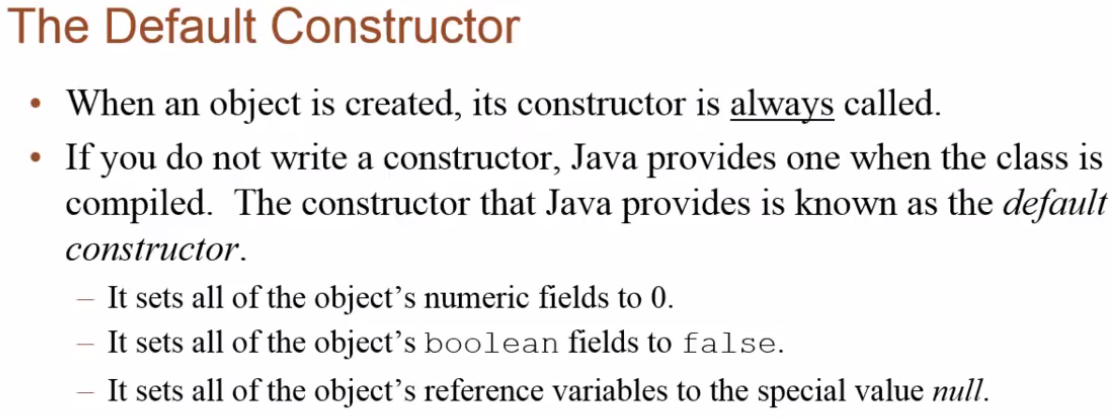 The Default Constructor
• When an object is created, its constructor is always called.
• If you do not write a constructor, Java provides one when the class is
compiled.  The constructor that Java provides is known as the default
constructor.
– It sets all of the object’s numeric fields to 0.
– It sets all of the object’s boolean fields to false.
– It sets all of the object’s reference variables to the special value null.